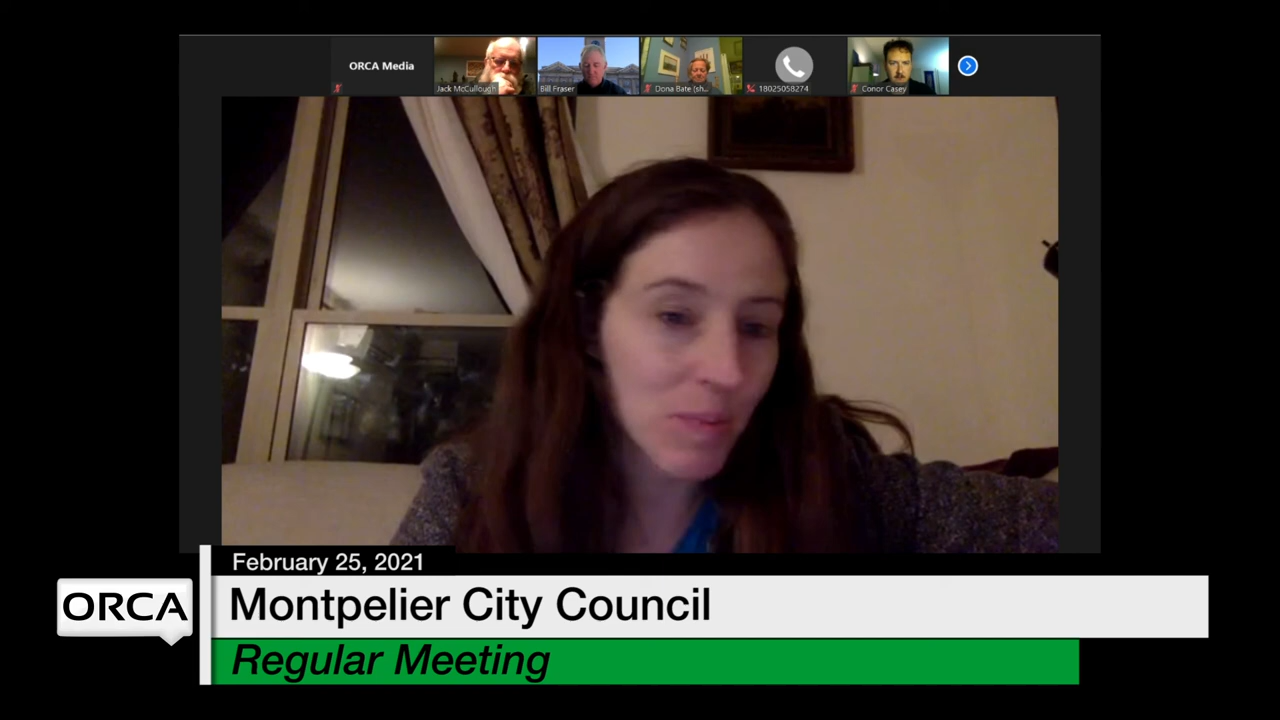 ORCA Media
Jack McCullough
Bill Fraser
Dona Bate (sh...
18025058274
Conor Casey
February 25, 2021
ORCA
Montpelier City Council
Regular Meeting